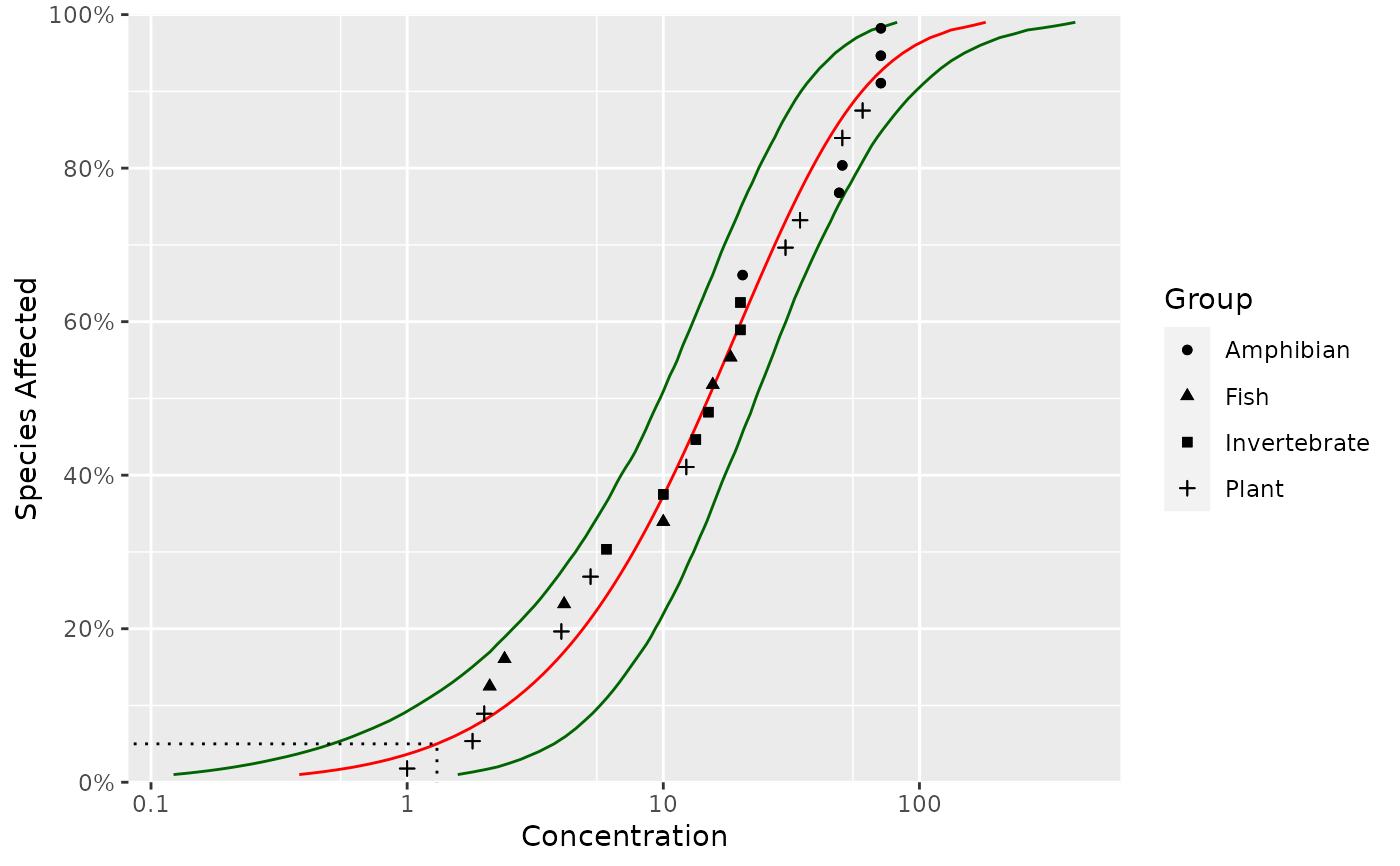 100%
80%
60%
40%
20%
0%
Species Affected
0.1 1 10 100
Concentration
Group
Amphibian
Fish
Invertebrate
Plant